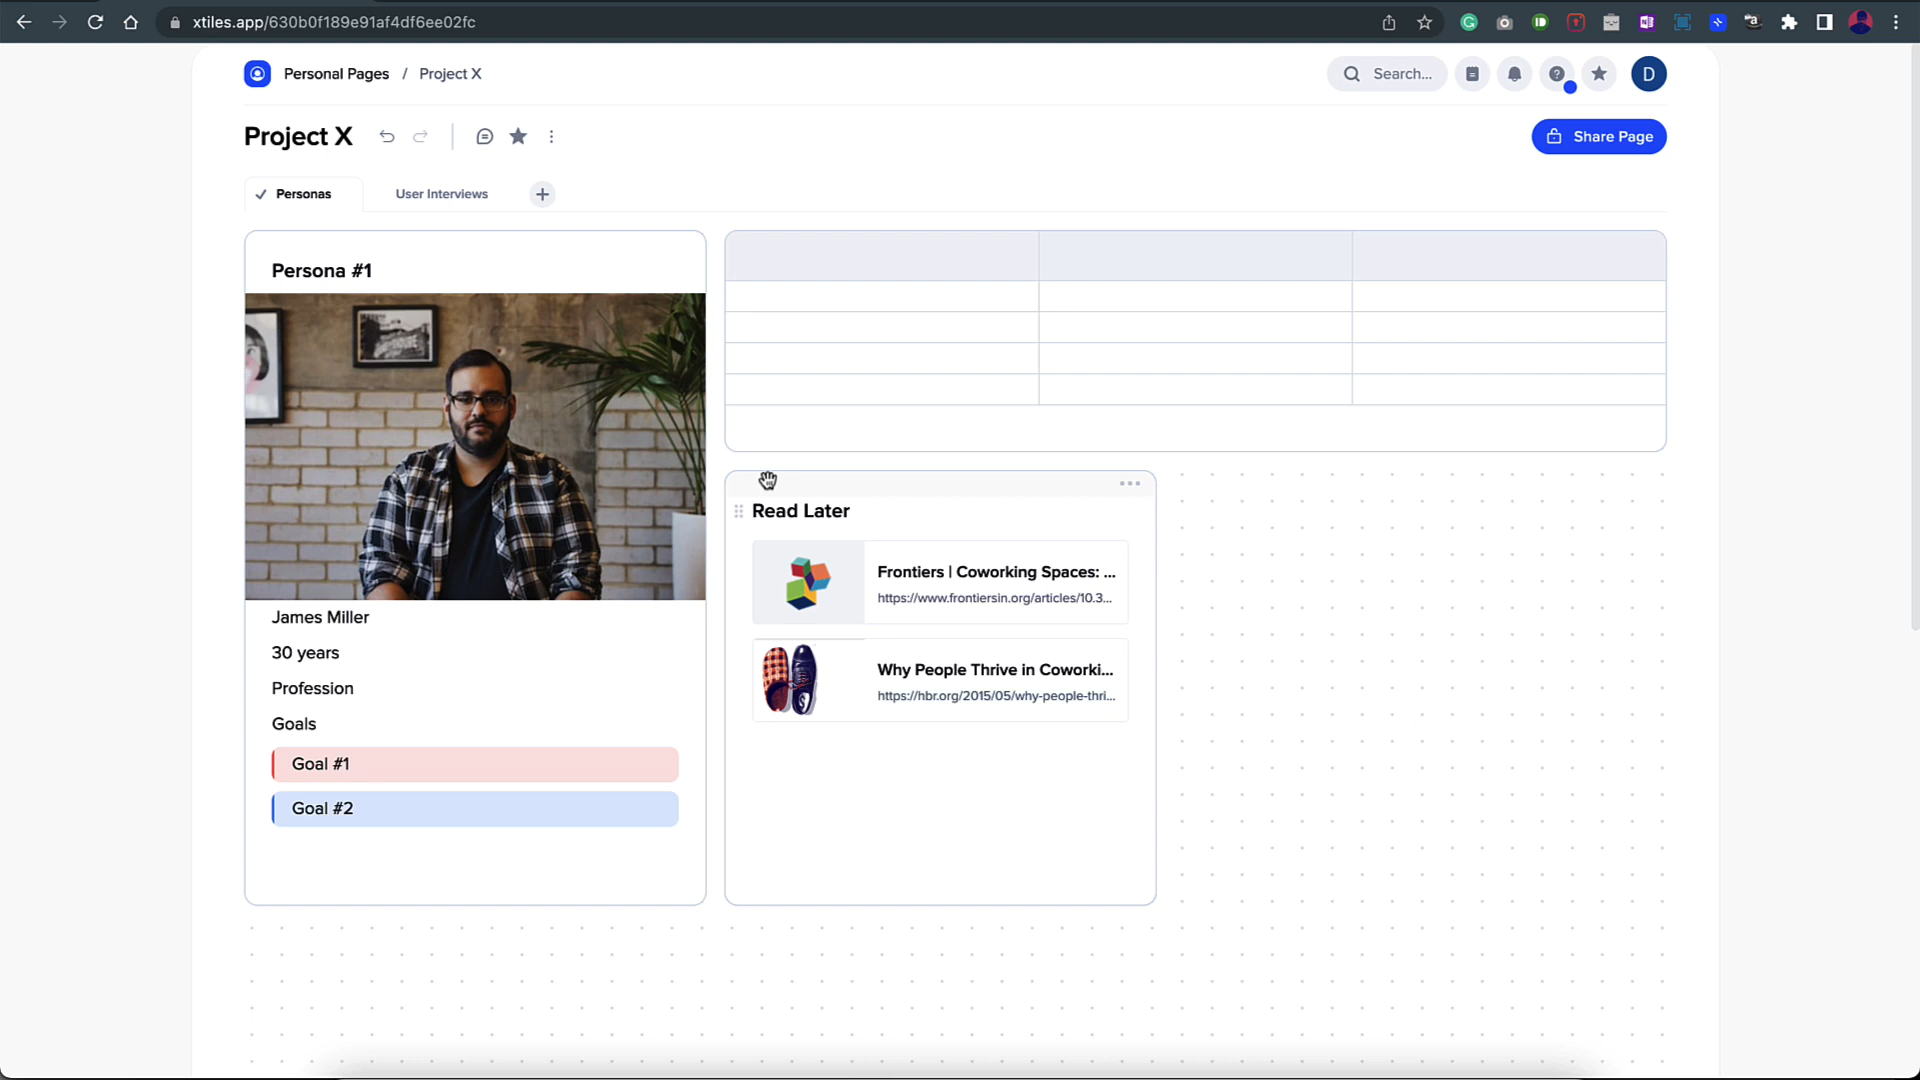 xtiles.app/630b0f189e91af4df6ee02fc
Personal Pages / Project X
Search...
D
Project X
Share Page
Personas
User Interviews
Persona #1
James Miller
30 years
Profession
Goals
Goal #1
Goal #2
Read Later
Frontiers | Coworking Spaces: ...
https://www.frontiersin.org/articles/10.3...
Why People Thrive in Coworki...
https://hbr.org/2015/05/why-people-thri...